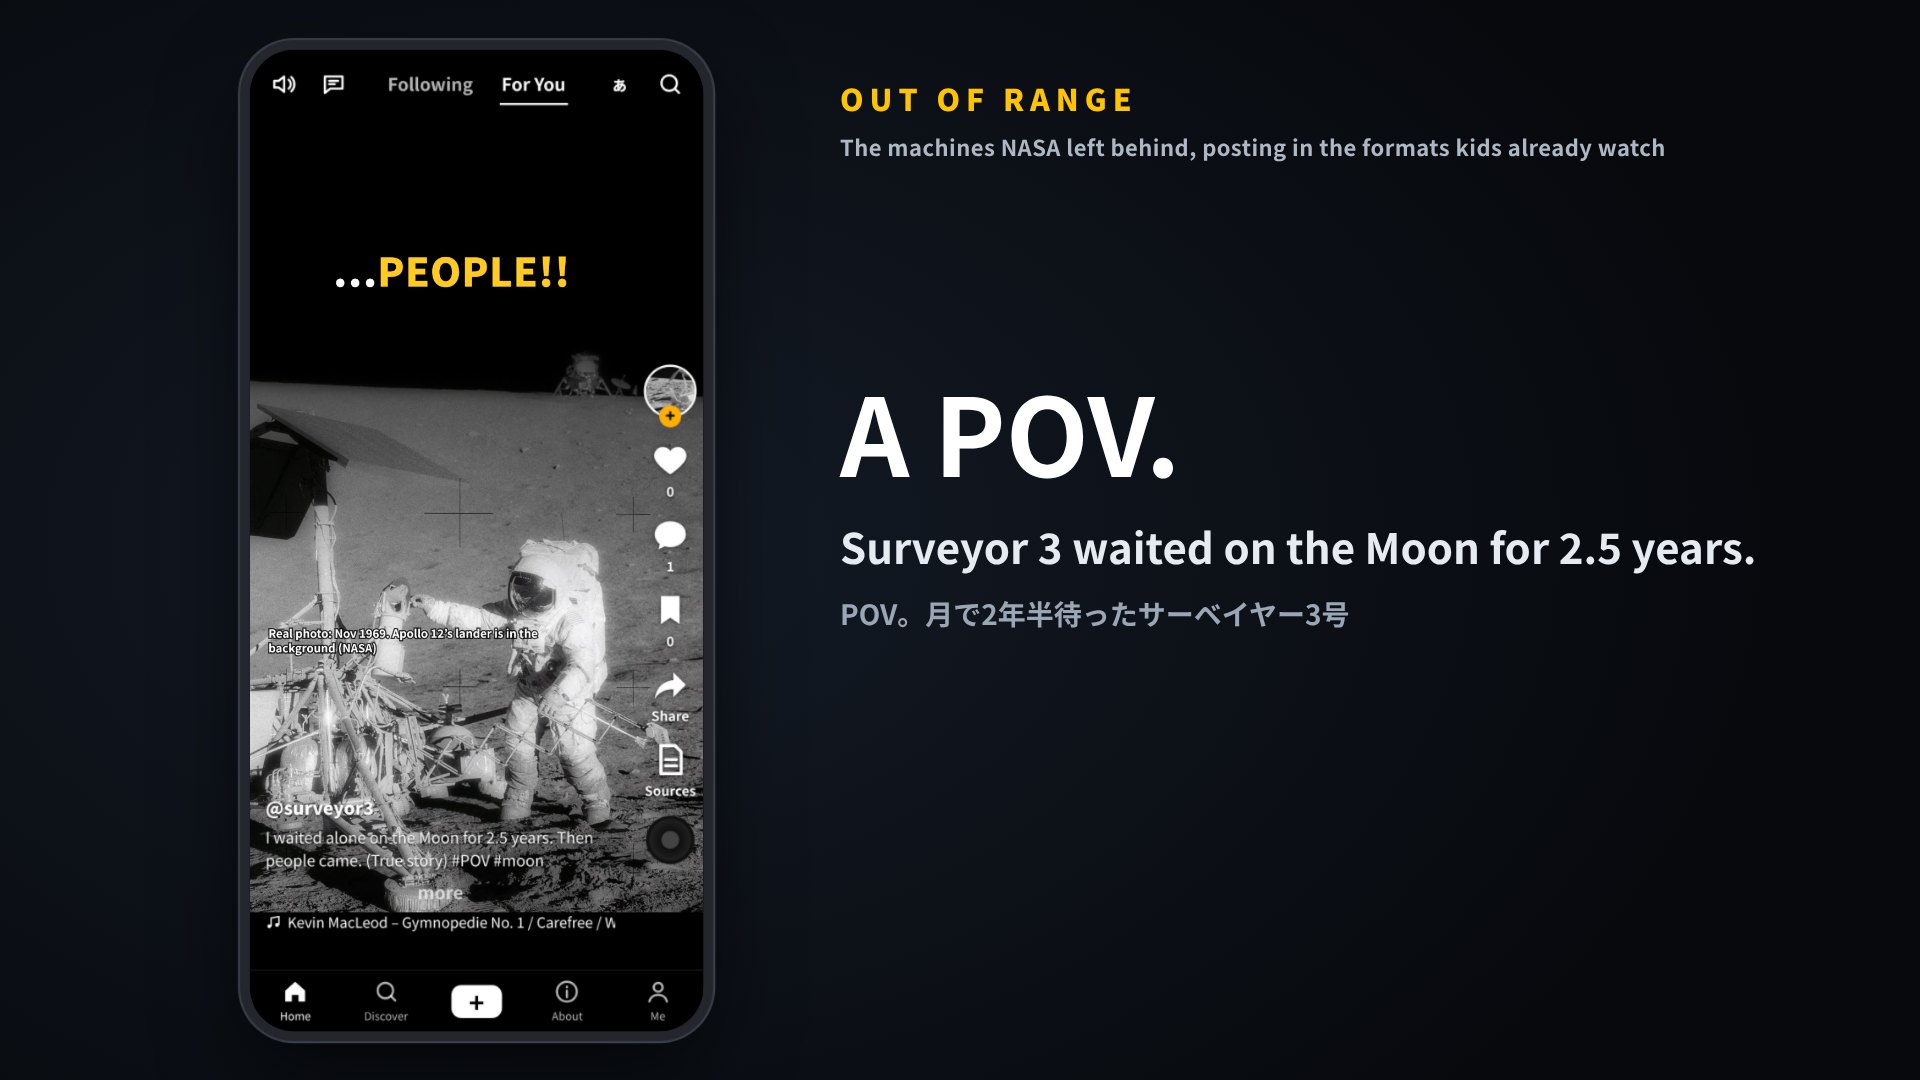 Following
For You
あ
...PEOPLE!!
0
1
0
Share
Sources
Real photo: Nov 1969. Apollo 12's lander is in the
background (NASA)
@surveyor3
I waited alone on the Moon for 2.5 years. Then
people came. (True story) #POV #moon
more
Kevin MacLeod – Gymnopedie No. 1 / Carefree / W
Home
Discover
About
Me
OUT OF RANGE
The machines NASA left behind, posting in the formats kids already watch
A POV.
Surveyor 3 waited on the Moon for 2.5 years.
POV。月で2年半待ったサーベイヤー3号